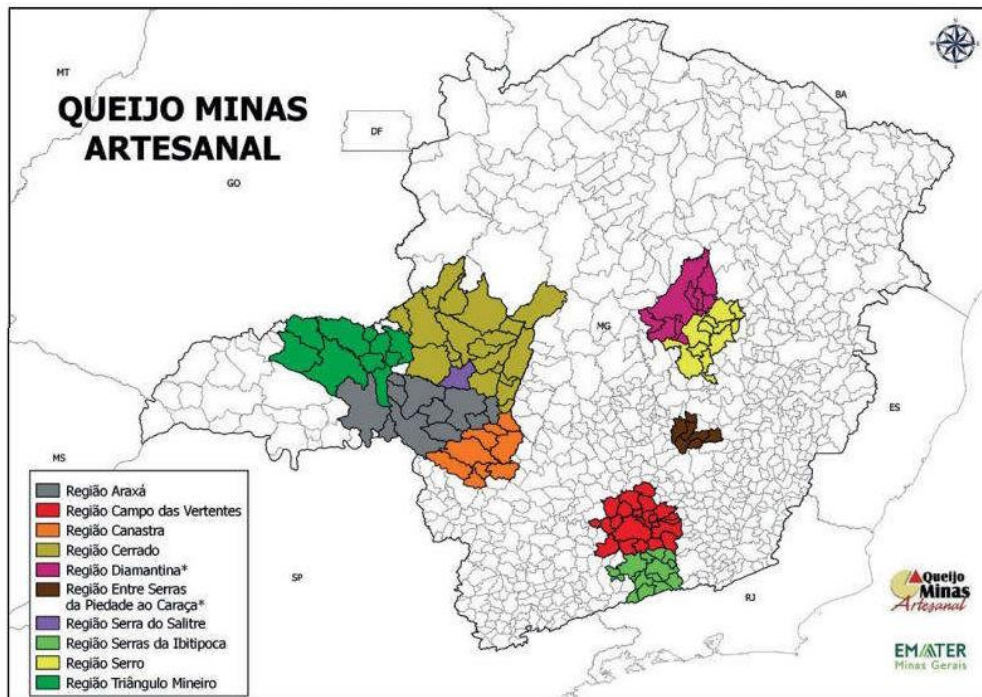 QUEIJO MINAS
ARTESANAL
N
MT
DF
GO
BA
MG
ES
MS
SP
RJ
Região Araxá
Região Campo das Vertentes
Região Canastra
Região Cerrado
Região Diamantina*
Região Entre Serras
da Piedade ao Caraça*
Região Serra do Salitre
Região Serras da Ibitipoca
Região Serro
Região Triângulo Mineiro
Queijo
Minas
Artesanal
EMATER
Minas Gerais